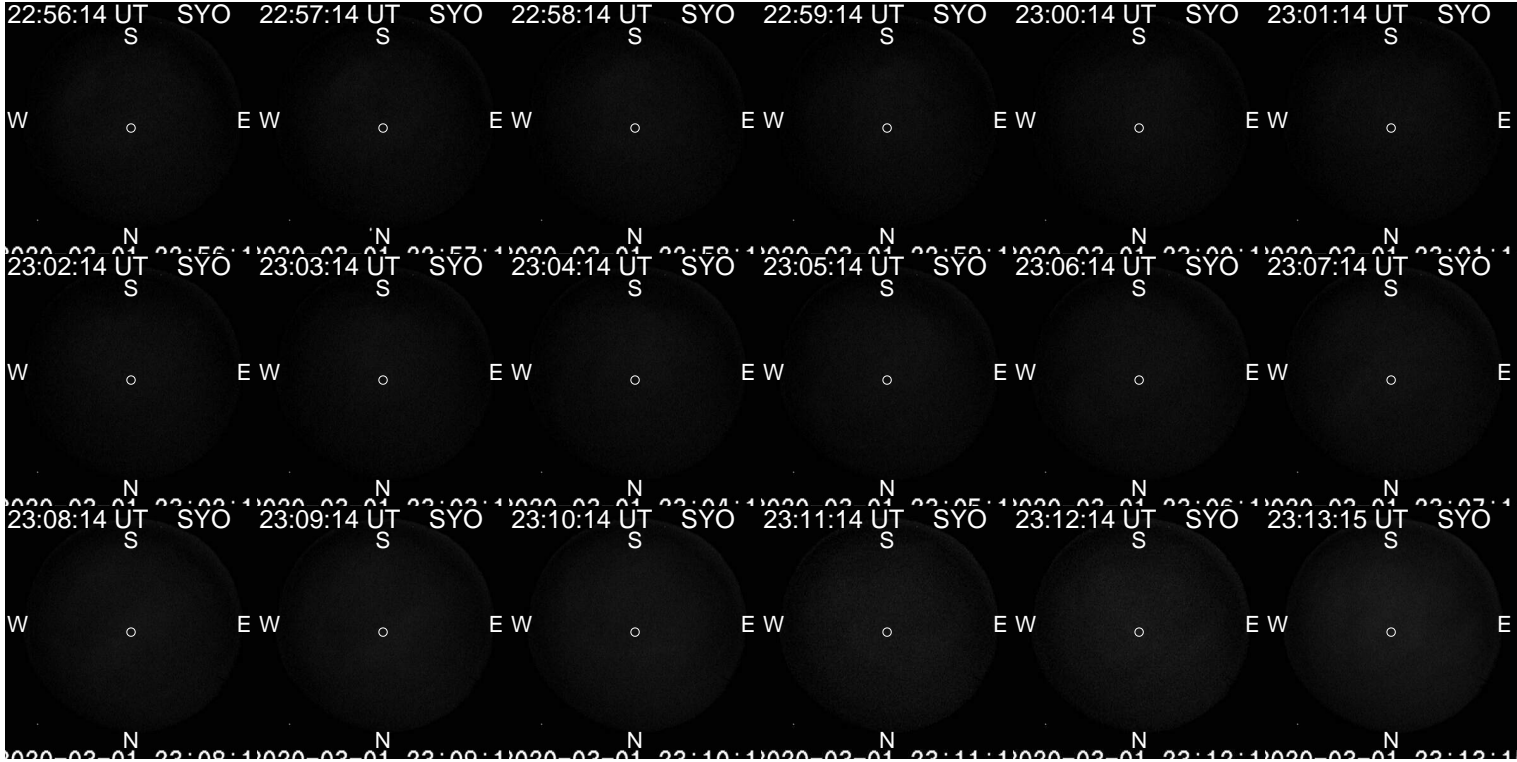 22:56:14 UT SYO 22:57:14 UT SYO 22:58:14 UT SYO 22:59:14 UT SYO 23:00:14 UT SYO 23:01:14 UT SYO
S S S S S S
W E W E W E W E W E W E
N N N N N N
23:02:14 UT SYO 23:03:14 UT SYO 23:04:14 UT SYO 23:05:14 UT SYO 23:06:14 UT SYO 23:07:14 UT SYO
S S S S S S
W E W E W E W E W E W E
N N N N N N
23:08:14 UT SYO 23:09:14 UT SYO 23:10:14 UT SYO 23:11:14 UT SYO 23:12:14 UT SYO 23:13:15 UT SYO
S S S S S S
W E W E W E W E W E W E
N N N N N N